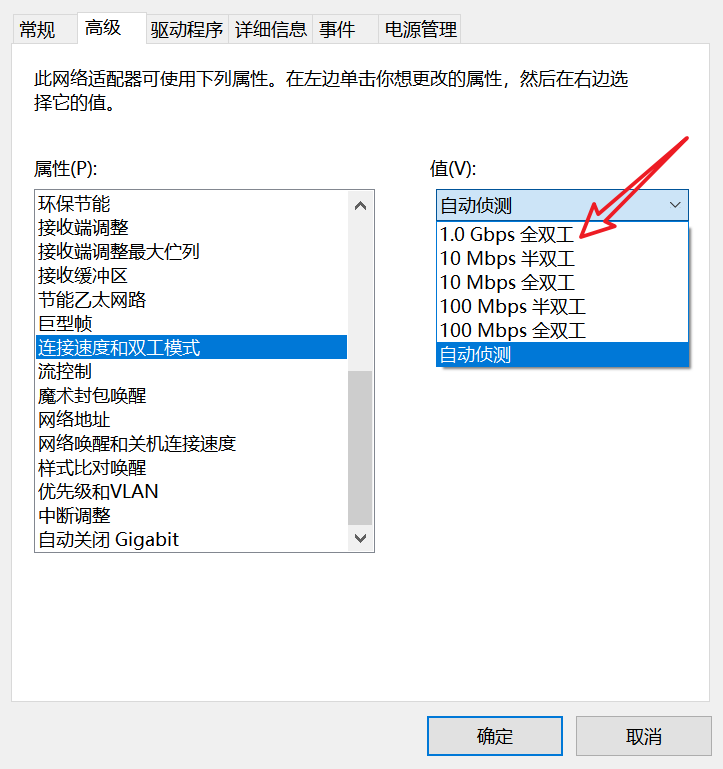 常规
高级
驱动程序
详细信息
事件
电源管理
此网络适配器可使用下列属性。在左边单击你想更改的属性，然后在右边选
择它的值。
属性(P):
值(V):
环保节能
接收端调整
接收端调整最大伫列
接收缓冲区
节能乙太网路
巨型帧
连接速度和双工模式
流控制
魔术封包唤醒
网络地址
网络唤醒和关机连接速度
样式比对唤醒
优先级和VLAN
中断调整
自动关闭 Gigabit
自动侦测
1.0 Gbps 全双工
10 Mbps 半双工
10 Mbps 全双工
100 Mbps 半双工
100 Mbps 全双工
自动侦测
确定
取消